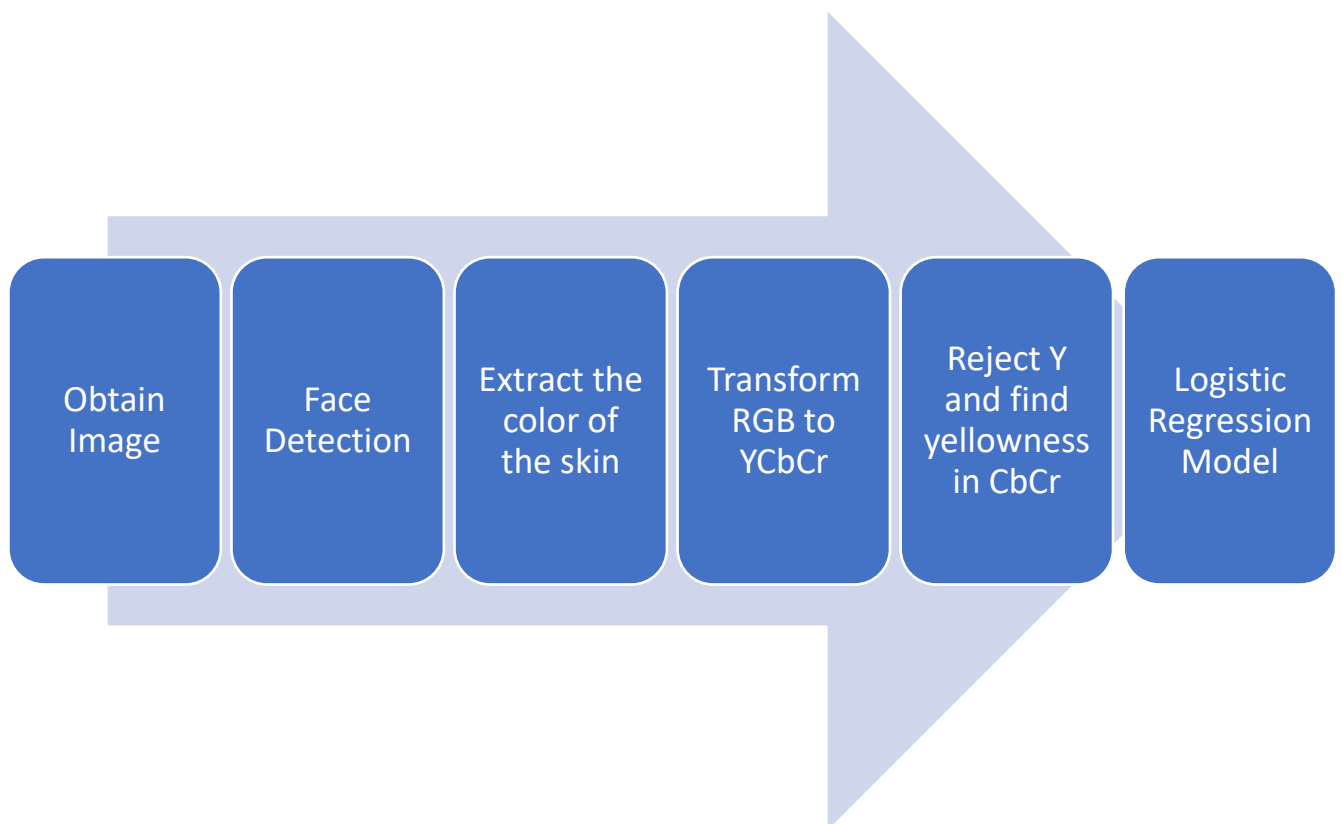 Obtain
Image
Face
Detection
Extract the
color of
the skin
Transform
RGB to
YCbCr
Reject Y
and find
yellowness
in CbCr
Logistic
Regression
Model